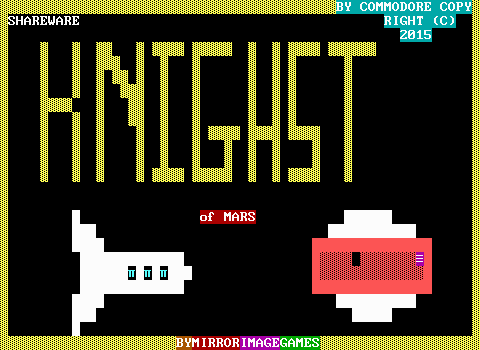 BY COMMODORE COPY
SHAREWARE
RIGHT (C)
2015
KNIGHST
of MARS
BYMIRRORIMAGEGAMES